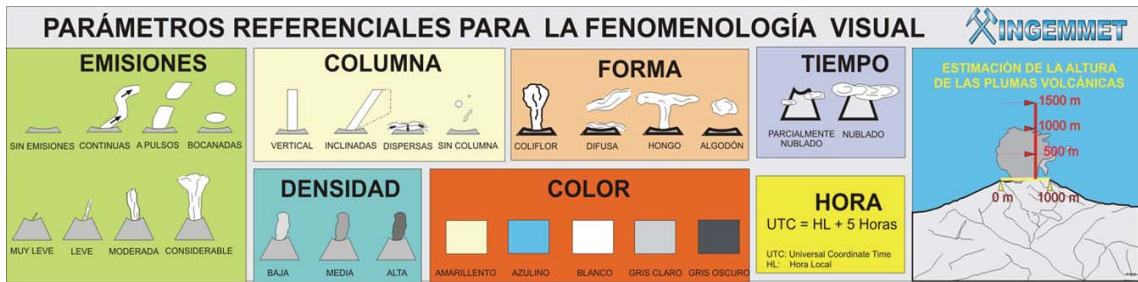 PARÁMETROS REFERENCIALES PARA LA FENOMENOLOGÍA VISUAL
INGEMMET
EMISIONES
SIN EMISIONES
CONTINUAS
A PULSOS
BOCANADAS
MUY LEVE
LEVE
MODERADA
CONSIDERABLE
COLUMNA
VERTICAL
INCLINADAS
DISPERSAS
SIN COLUMNA
FORMA
COLIFLOR
DIFUSA
HONGO
ALGODÓN
TIEMPO
PARCIALMENTE
NUBLADO
NUBLADO
DENSIDAD
BAJA
MEDIA
ALTA
COLOR
AMARILLENTO
AZULINO
BLANCO
GRIS CLARO
GRIS OSCURO
HORA
UTC = HL + 5 Horas
UTC: Universal Coordinate Time
HL: Hora Local
ESTIMACIÓN DE LA ALTURA
DE LAS PLUMAS VOLCÁNICAS
1500 m
1000 m
500 m
0 m
1000 m